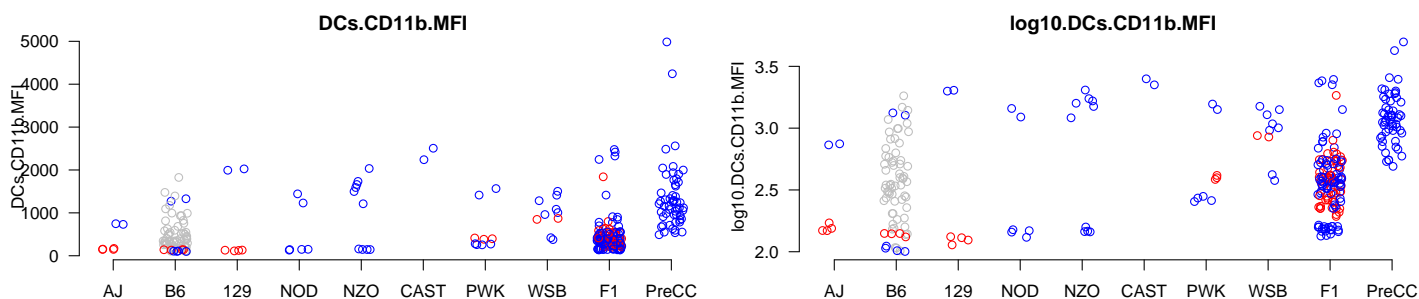 DCs.CD11b.MFI
DCs.CD11b.MFI
5000
4000
3000
2000
1000
0
AJ B6 129 NOD NZO CAST PWK WSB F1 PreCC
log10.DCs.CD11b.MFI
log10.DCs.CD11b.MFI
3.5
3.0
2.5
2.0
AJ B6 129 NOD NZO CAST PWK WSB F1 PreCC